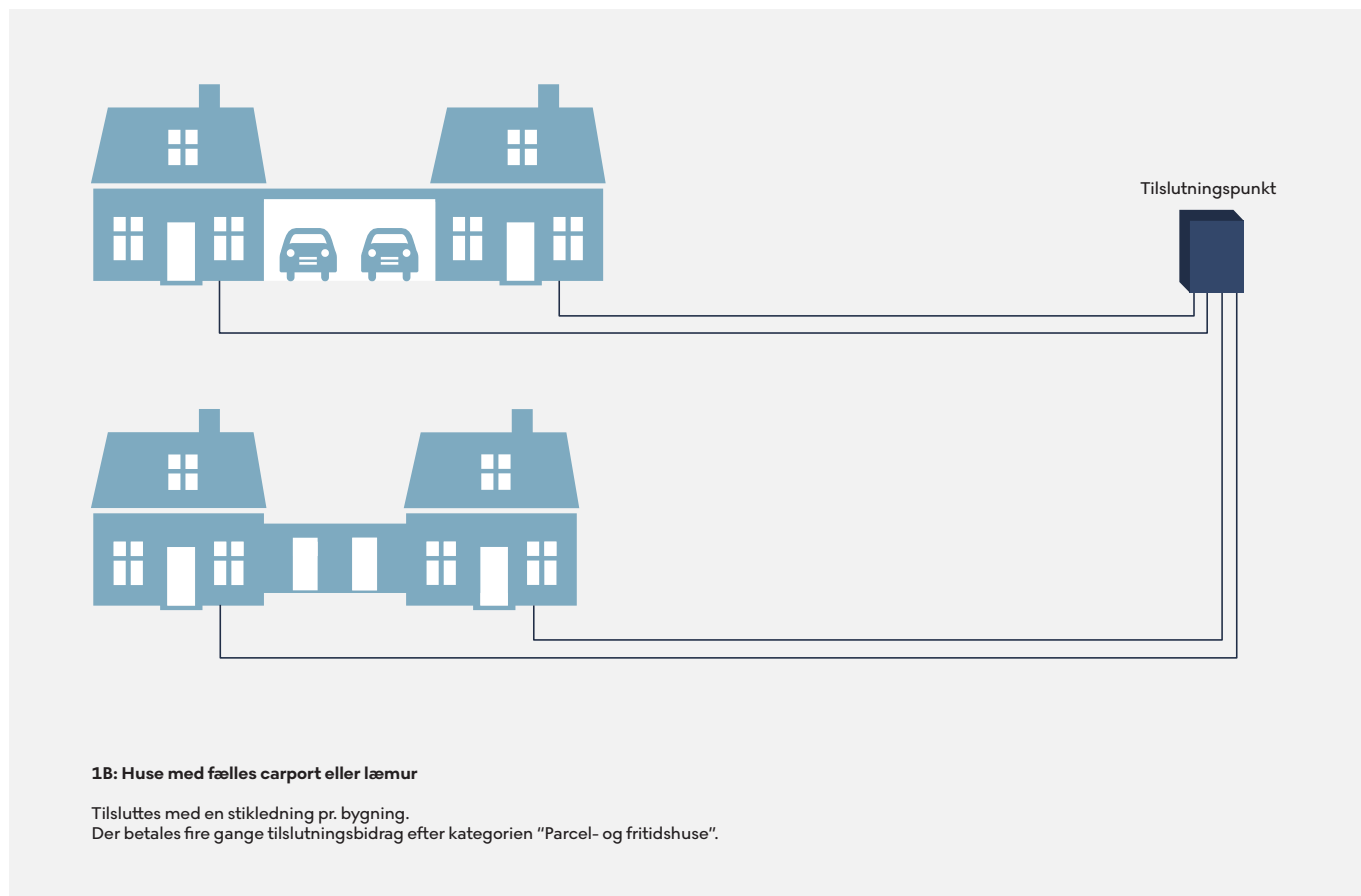 Tilslutningspunkt
1B: Huse med fælles carport eller læmur
Tilsluttes med en stikledning pr. bygning.
Der betales fire gange tilslutningsbidrag efter kategorien “Parcel- og fritidshuse”.